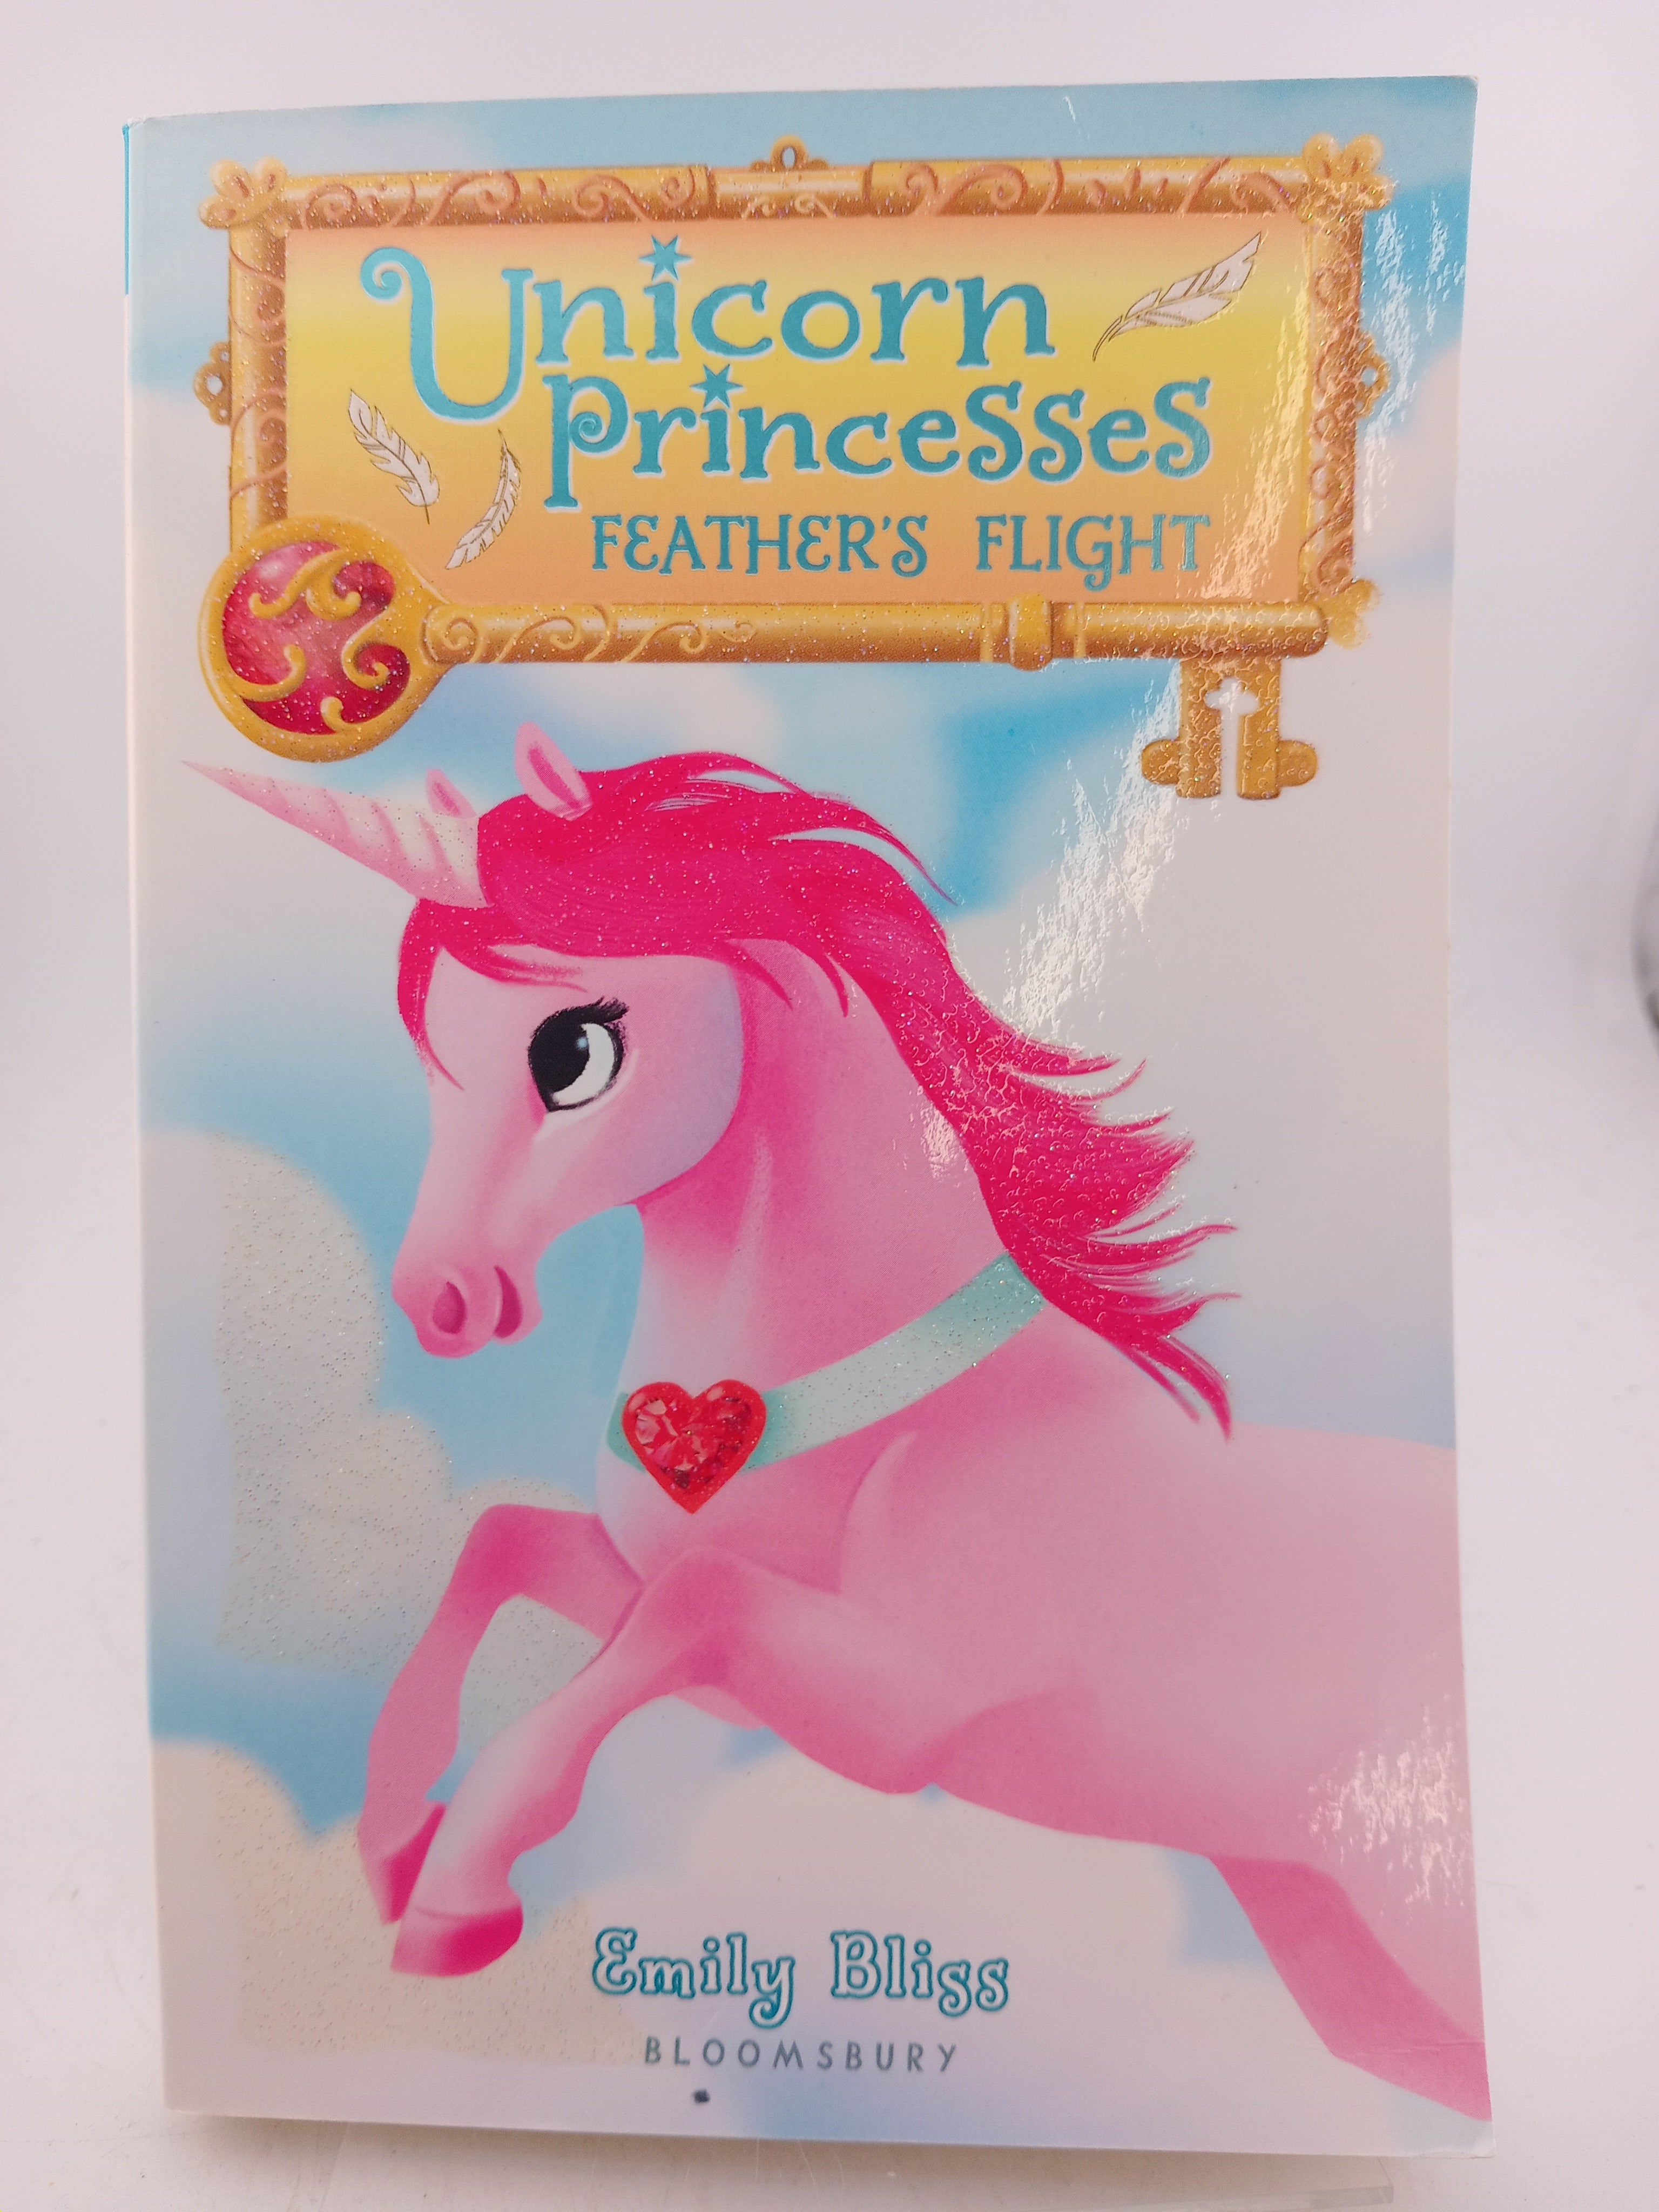 Unicorn
Princesses
FEATHER'S FLIGHT
Emily Bliss
BLOOMSBURY